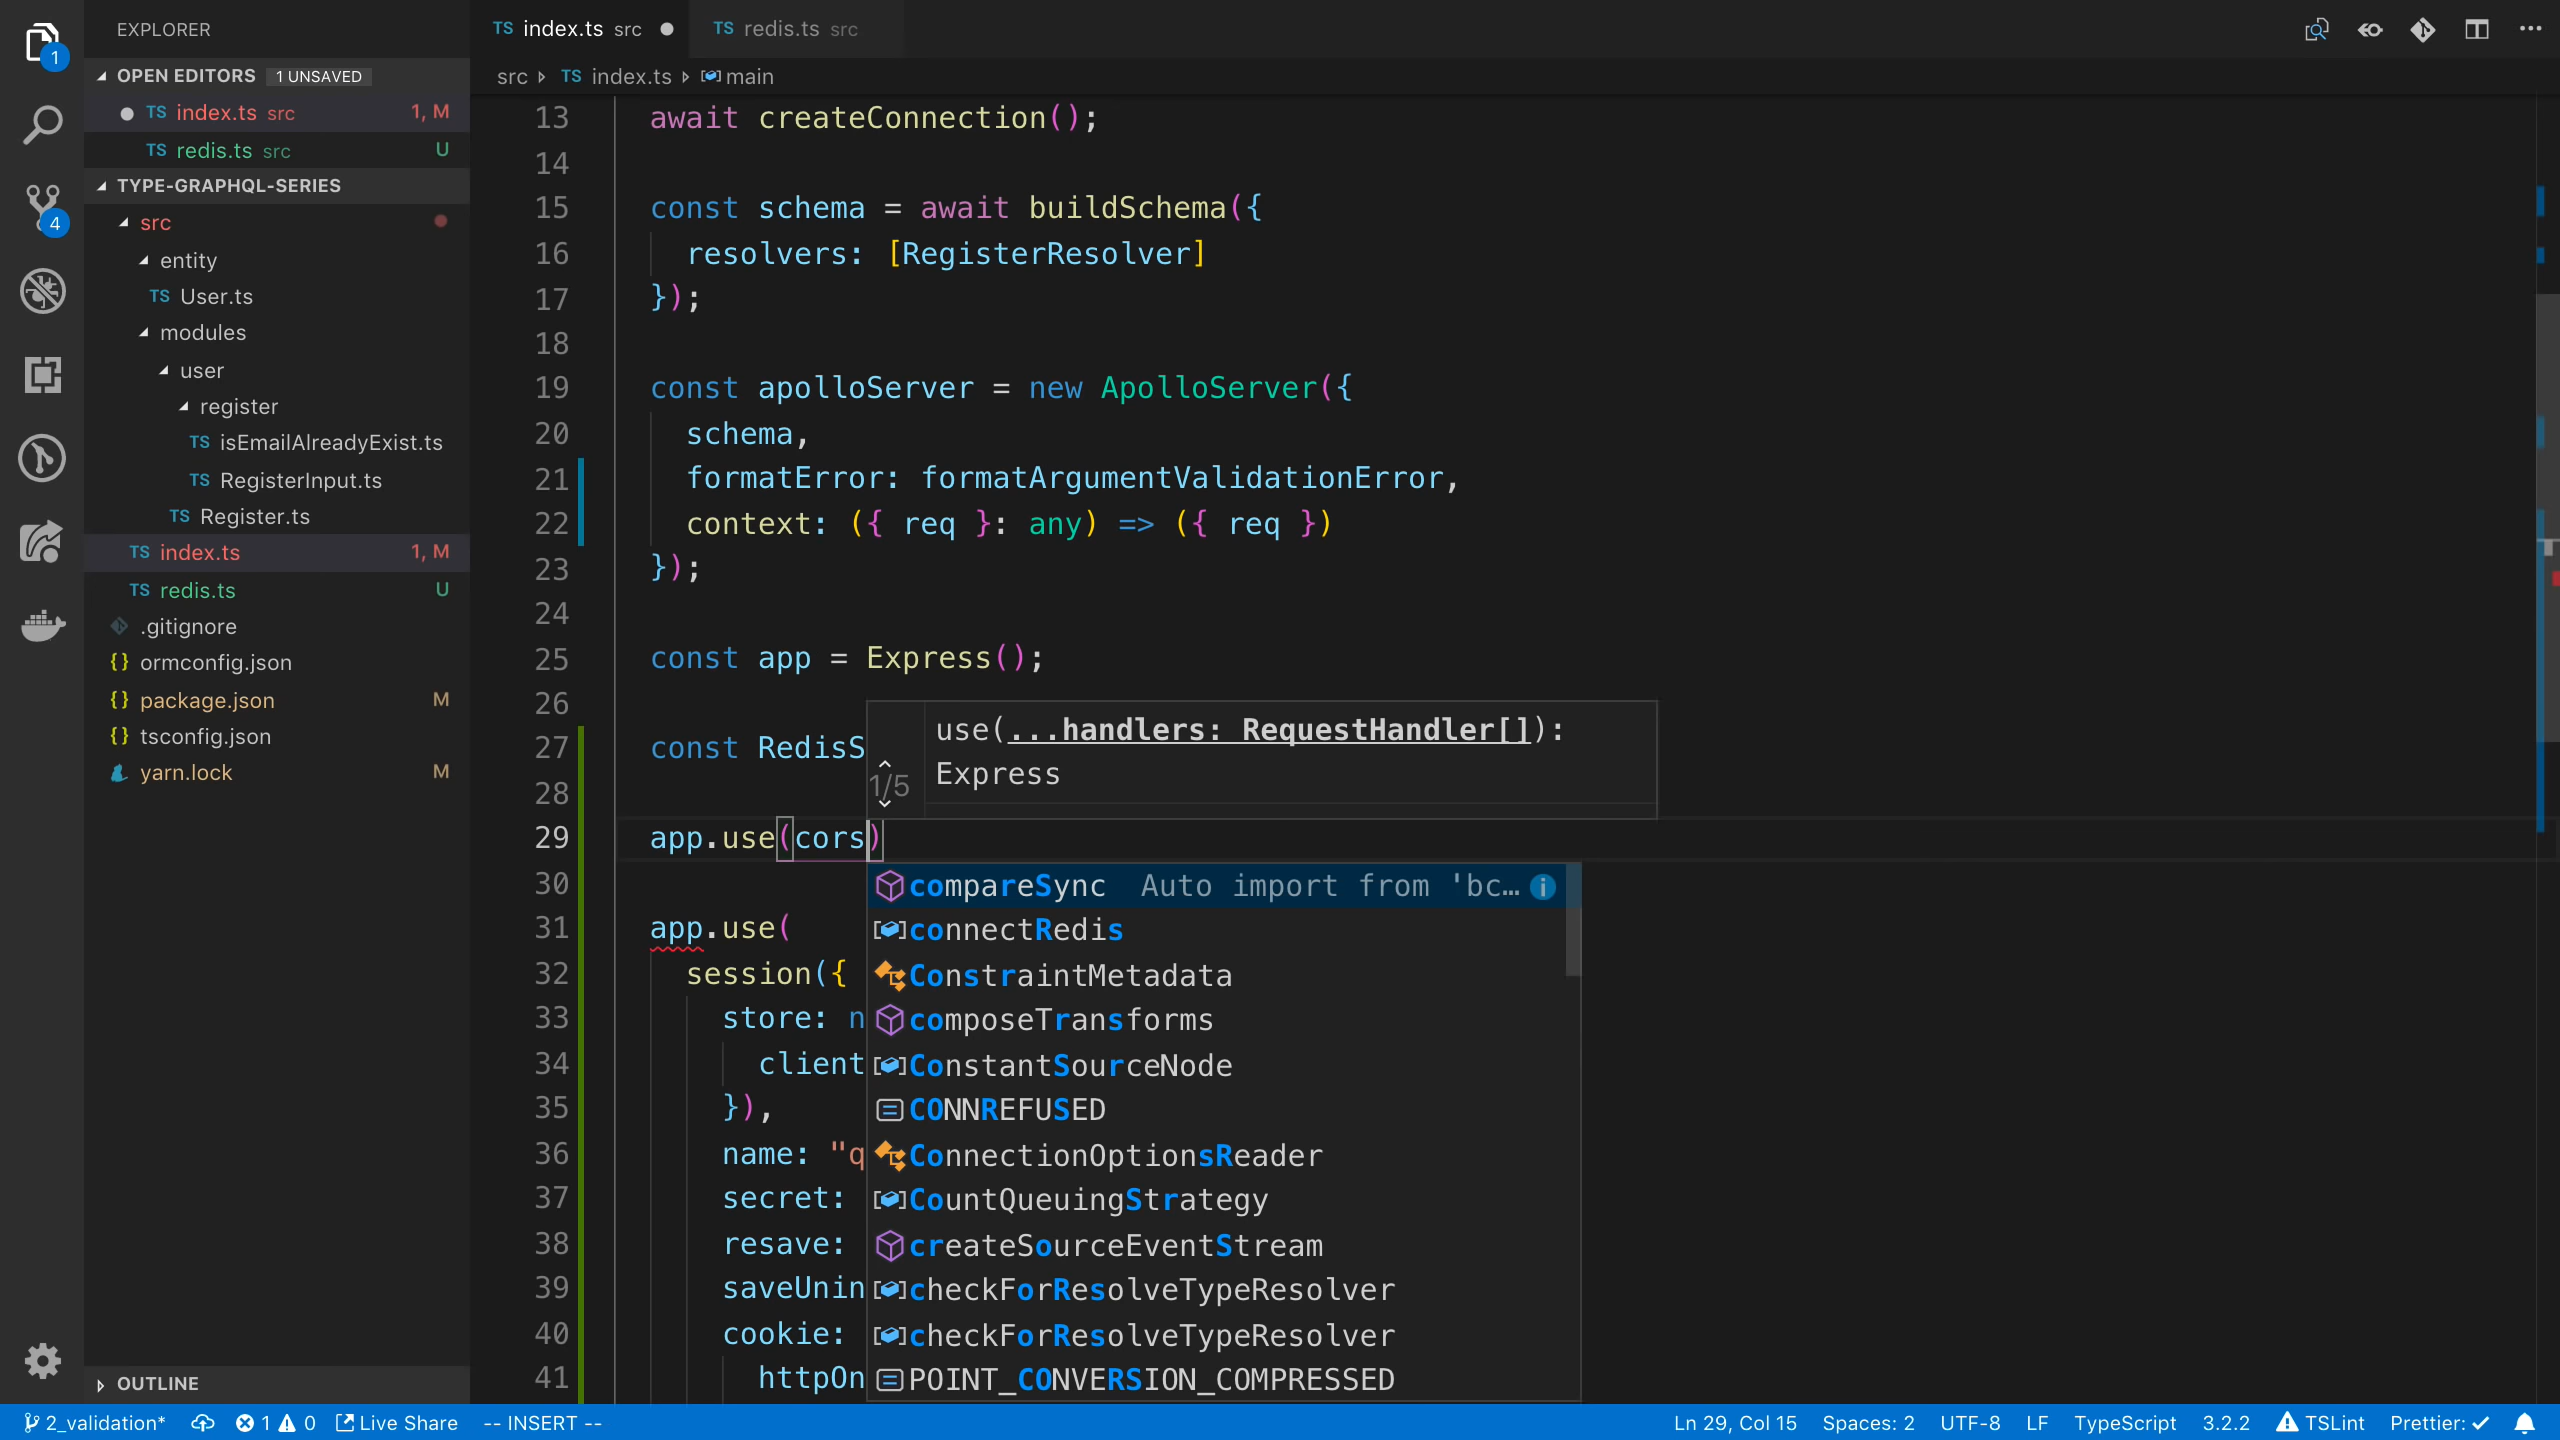 EXPLORER
TS index.ts src
TS redis.ts src
1
OPEN EDITORS 1 UNSAVED
src TS index.ts main
TS index.ts src 1, M
TS redis.ts src U
4
TYPE-GRAPHQL-SERIES
src
entity
TS User.ts
modules
user
register
TS isEmailAlreadyExist.ts
TS RegisterInput.ts
TS Register.ts
TS index.ts 1, M
TS redis.ts U
.gitignore
{} ormconfig.json
{} package.json M
{} tsconfig.json
yarn.lock M
OUTLINE
13 await createConnection();
14
15 const schema = await buildSchema({
16 resolvers: [RegisterResolver]
17 });
18
19 const apolloServer = new ApolloServer({
20 schema,
21 formatError: formatArgumentValidationError,
22 context: ({ req }: any) => ({ req })
23 });
24
25 const app = Express();
26
27 const RedisS
28
29 app.use(cors)
30
31 app.use(
32 session({
33 store: n
34 client
35 }),
36 name: "q
37 secret:
38 resave:
39 saveUnin
40 cookie:
41 httpOn
1/5
use(...handlers: RequestHandler[]):
Express
compareSync Auto import from 'bc…
connectRedis
ConstraintMetadata
composeTransforms
ConstantSourceNode
CONNREFUSED
ConnectionOptionsReader
CountQueuingStrategy
createSourceEventStream
checkForResolveTypeResolver
checkForResolveTypeResolver
POINT_CONVERSION_COMPRESSED
2_validation* 1 0 Live Share -- INSERT -- Ln 29, Col 15 Spaces: 2 UTF-8 LF TypeScript 3.2.2 TSLint Prettier: ✓